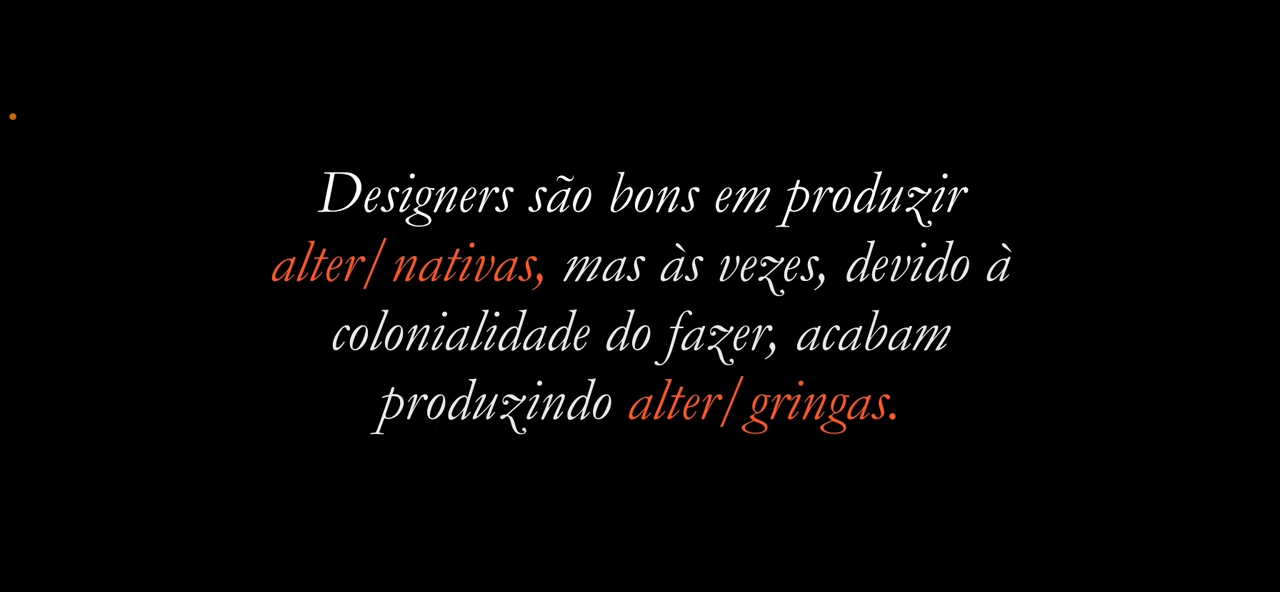 Designers são bons em produzir
alter/nativas, mas às vezes, devido à
colonialidade do fazer, acabam
produzindo alter/gringas.